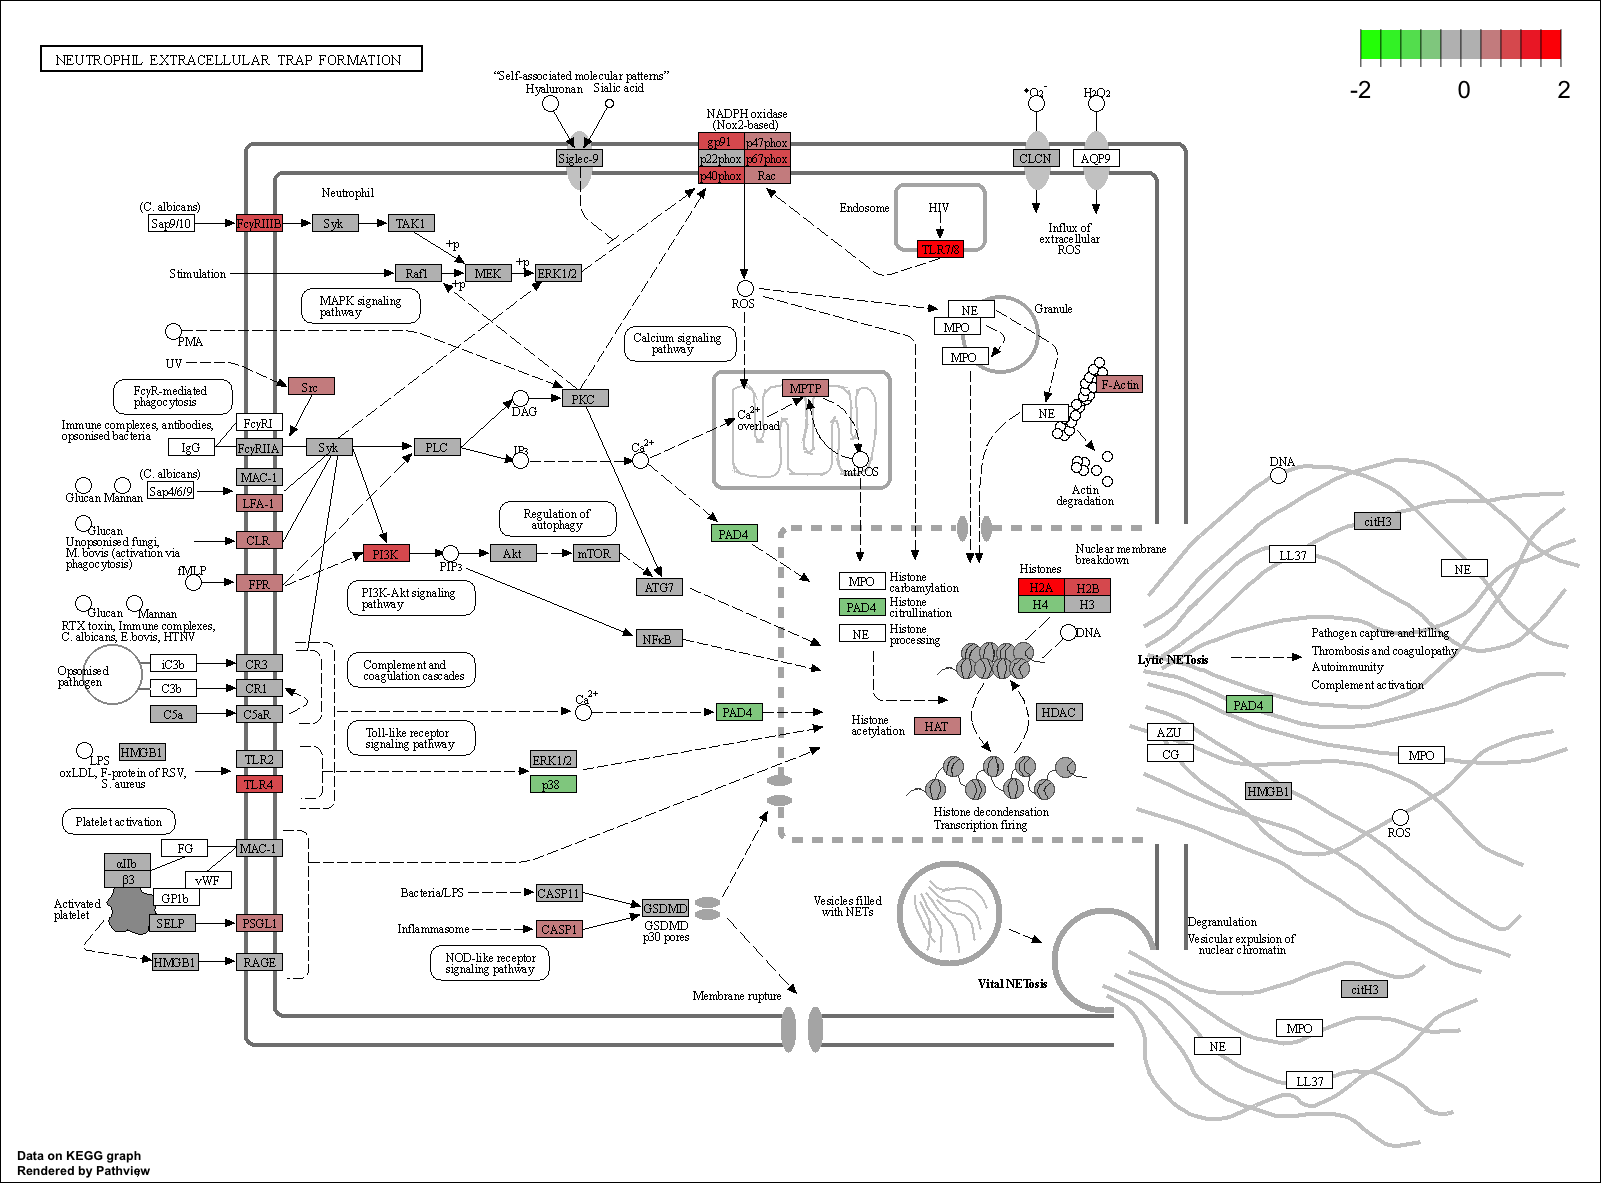 NEUTROPHIL EXTRACELLULAR TRAP FORMATION
-2 0 2
“Self-associated molecular patterns”
Hyaluronan
Sialic acid
Siglec-9
NADPH oxidase
(Nox2-based)
gp91 p47phox
p22phox p67phox
p40phox Rac
•O2-
H2O2
CLCN
AQP9
Influx of
extracellular
ROS
Endosome
HIV
TLR7/8
Neutrophil
(C. albicans)
Sap9/10
FcγRIIIB
Syk
TAK1
+p
Stimulation
Raf1
MEK
+p
ERK1/2
+p
MAPK signaling
pathway
PMA
UV
Src
ROS
Calcium signaling
pathway
NE
MPO
MPO
Granule
NE
F-Actin
Actin
degradation
MPTP
Ca2+
overload
mtROS
FcγR-mediated
phagocytosis
Immune complexes, antibodies,
opsonised bacteria
IgG
FcγRI
FcγRIIA
Syk
PLC
DAG
IP3
PKC
Ca2+
MAC-1
(C. albicans)
Glucan Mannan
Sap4/6/9
LFA-1
Glucan
Unopsonised fungi,
M. bovis (activation via
phagocytosis)
CLR
fMLP
FPR
PI3K
PIP3
Akt
mTOR
Regulation of
autophagy
ATG7
PAD4
PI3K-Akt signaling
pathway
NFκB
Glucan Mannan
RTX toxin, Immune complexes,
C. albicans, E.bovis, HTNV
Opsonised
pathogen
iC3b
CR3
C3b
CR1
C5a
C5aR
Complement and
coagulation cascades
Ca2+
PAD4
Toll-like receptor
signaling pathway
LPS
HMGB1
oxLDL, F-protein of RSV,
S. aureus
TLR2
TLR4
ERK1/2
p38
Platelet activation
FG
MAC-1
αIIb
β3
vWF
GP1b
Activated
platelet
SELP
PSGL1
HMGB1
RAGE
Bacteria/LPS
CASP11
Inflammasome
CASP1
GSDMD
GSDMD
p30 pores
NOD-like receptor
signaling pathway
Membrane rupture
MPO
Histone
carbamylation
PAD4
Histone
citrullination
NE
Histone
processing
Histones
H2A H2B
H4 H3
DNA
Nuclear membrane
breakdown
Histone
acetylation
HAT
HDAC
Histone decondensation
Transcription firing
Vesicles filled
with NETs
Vital NETosis
Degranulation
Vesicular expulsion of
nuclear chromatin
Lytic NETosis
Pathogen capture and killing
Thrombosis and coagulopathy
Autoimmunity
Complement activation
DNA
citH3
LL37
NE
PAD4
AZU
CG
MPO
HMGB1
ROS
citH3
MPO
NE
LL37
Data on KEGG graph
Rendered by Pathview